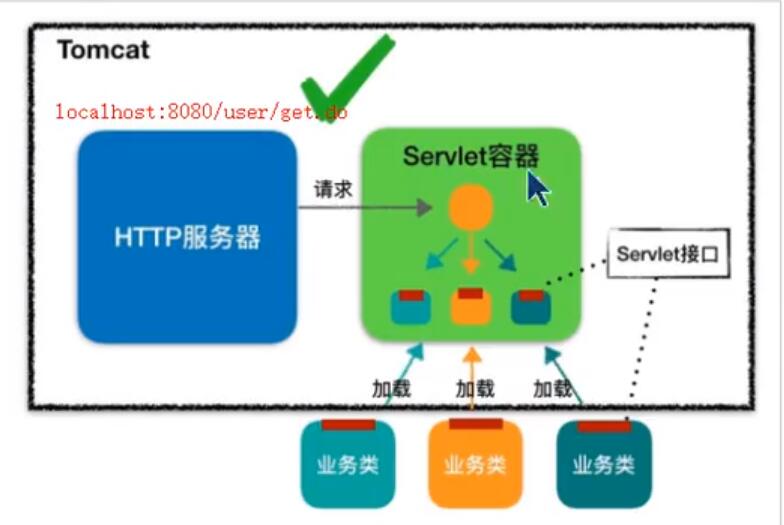 Tomcat
localhost:8080/user/get.do
Servlet容器
请求
HTTP服务器
Servlet接口
加载
加载
加载
业务类
业务类
业务类